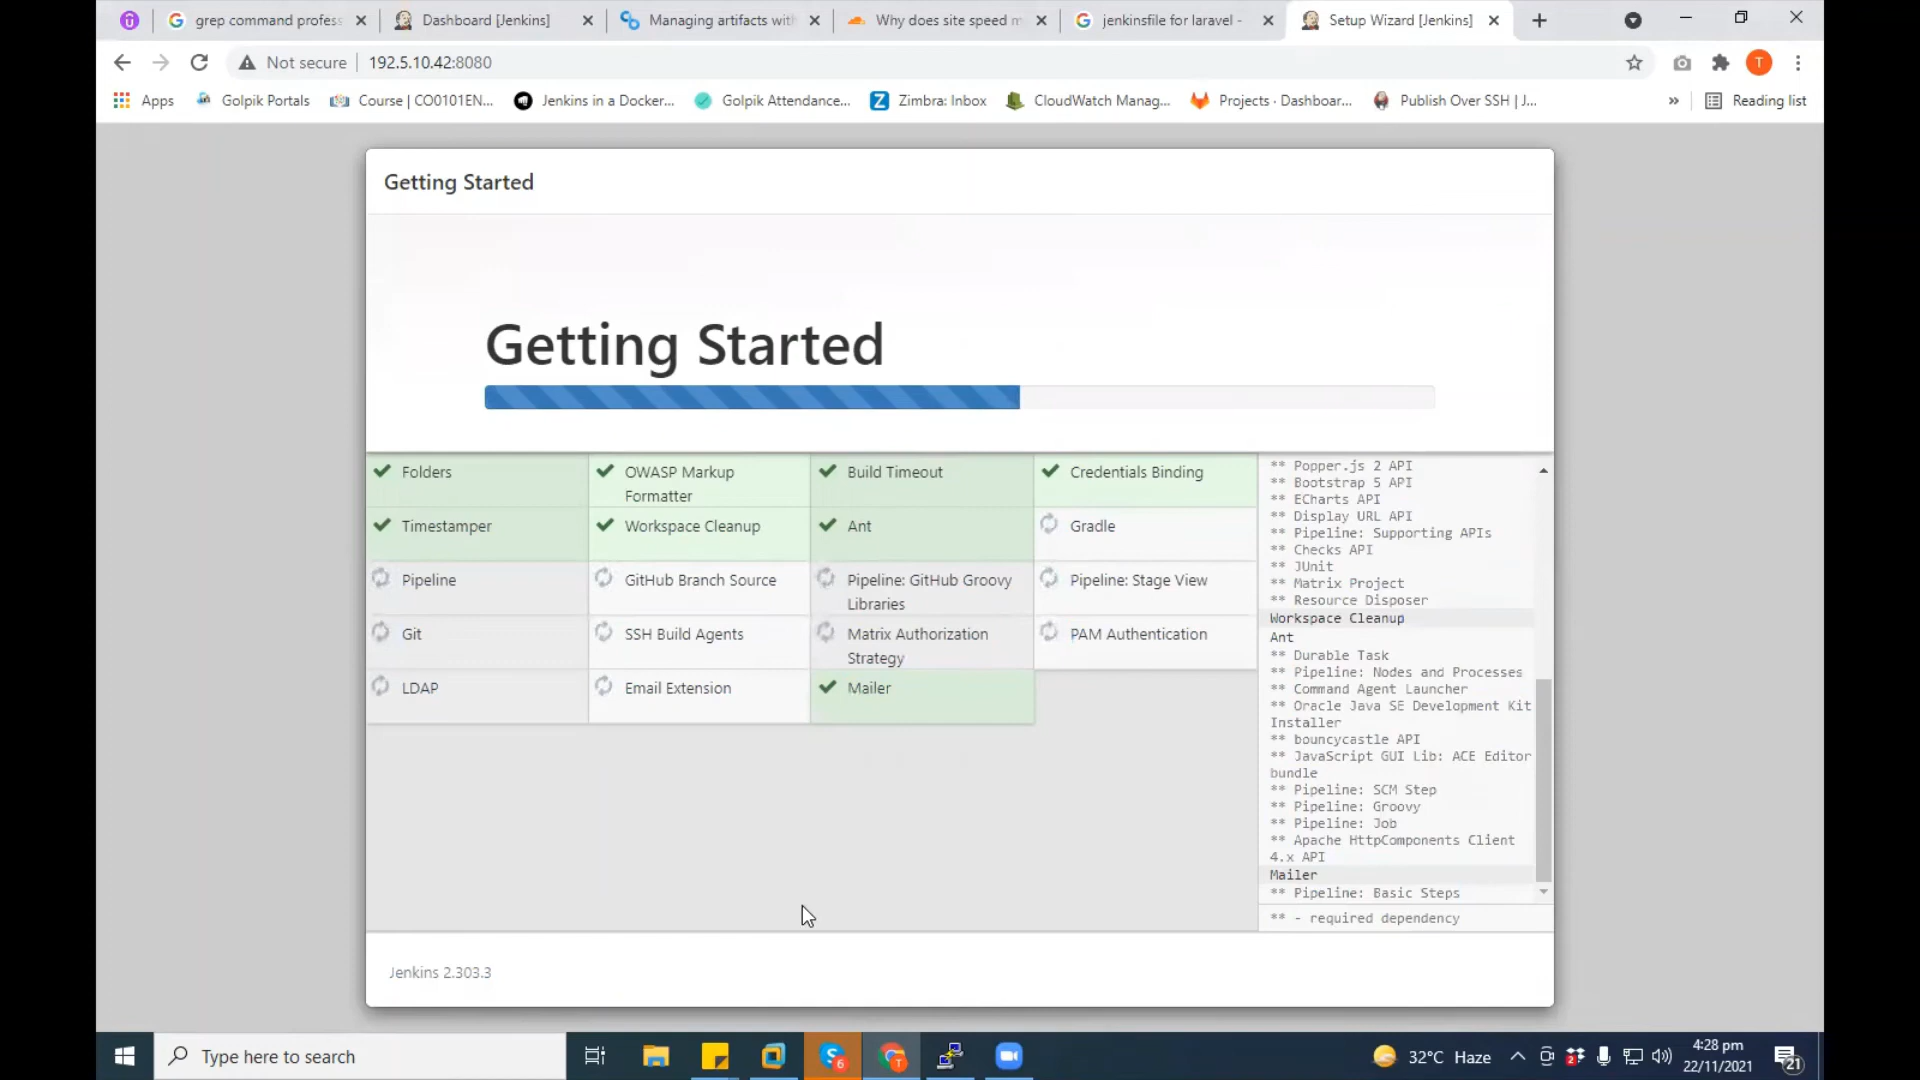 grep command profess
Dashboard [Jenkins]
Managing artifacts with
Why does site speed m
jenkinsfile for laravel -
Setup Wizard [Jenkins]
Not secure
192.5.10.42:8080
T
Apps
Golpik Portals
Course | CO0101EN...
Jenkins in a Docker...
Golpik Attendance...
Zimbra: Inbox
CloudWatch Manag...
Projects · Dashboar...
Publish Over SSH | J...
»
Reading list
Getting Started
Getting Started
Folders
OWASP Markup
Formatter
Build Timeout
Credentials Binding
Timestamper
Workspace Cleanup
Ant
Gradle
Pipeline
GitHub Branch Source
Pipeline: GitHub Groovy
Libraries
Pipeline: Stage View
Git
SSH Build Agents
Matrix Authorization
Strategy
PAM Authentication
LDAP
Email Extension
Mailer
** Popper.js 2 API
** Bootstrap 5 API
** ECharts API
** Display URL API
** Pipeline: Supporting APIs
** Checks API
** JUnit
** Matrix Project
** Resource Disposer
Workspace Cleanup
Ant
** Durable Task
** Pipeline: Nodes and Processes
** Command Agent Launcher
** Oracle Java SE Development Kit
Installer
** bouncycastle API
** JavaScript GUI Lib: ACE Editor
bundle
** Pipeline: SCM Step
** Pipeline: Groovy
** Pipeline: Job
** Apache HttpComponents Client
4.x API
Mailer
** Pipeline: Basic Steps
** - required dependency
Jenkins 2.303.3
Type here to search
32°C Haze
4:28 pm
22/11/2021
21